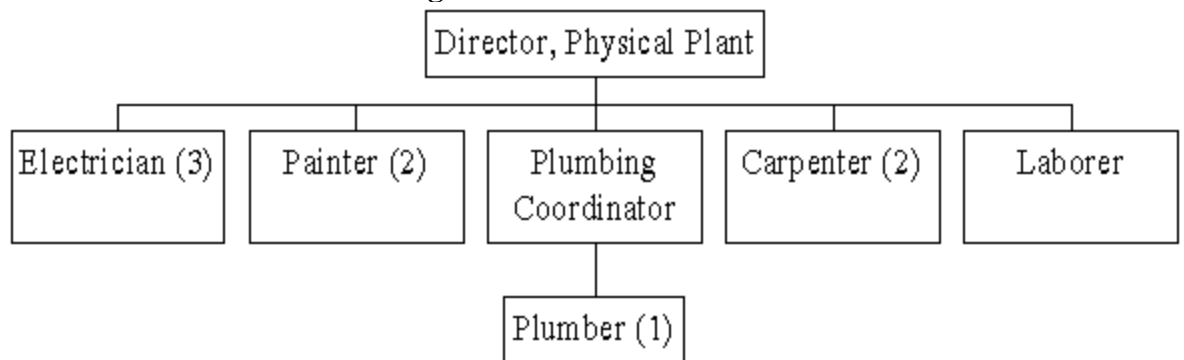 Director, Physical Plant
Electrician (3)
Painter (2)
Plumbing
Coordinator
Carpenter (2)
Laborer
Plumber (1)